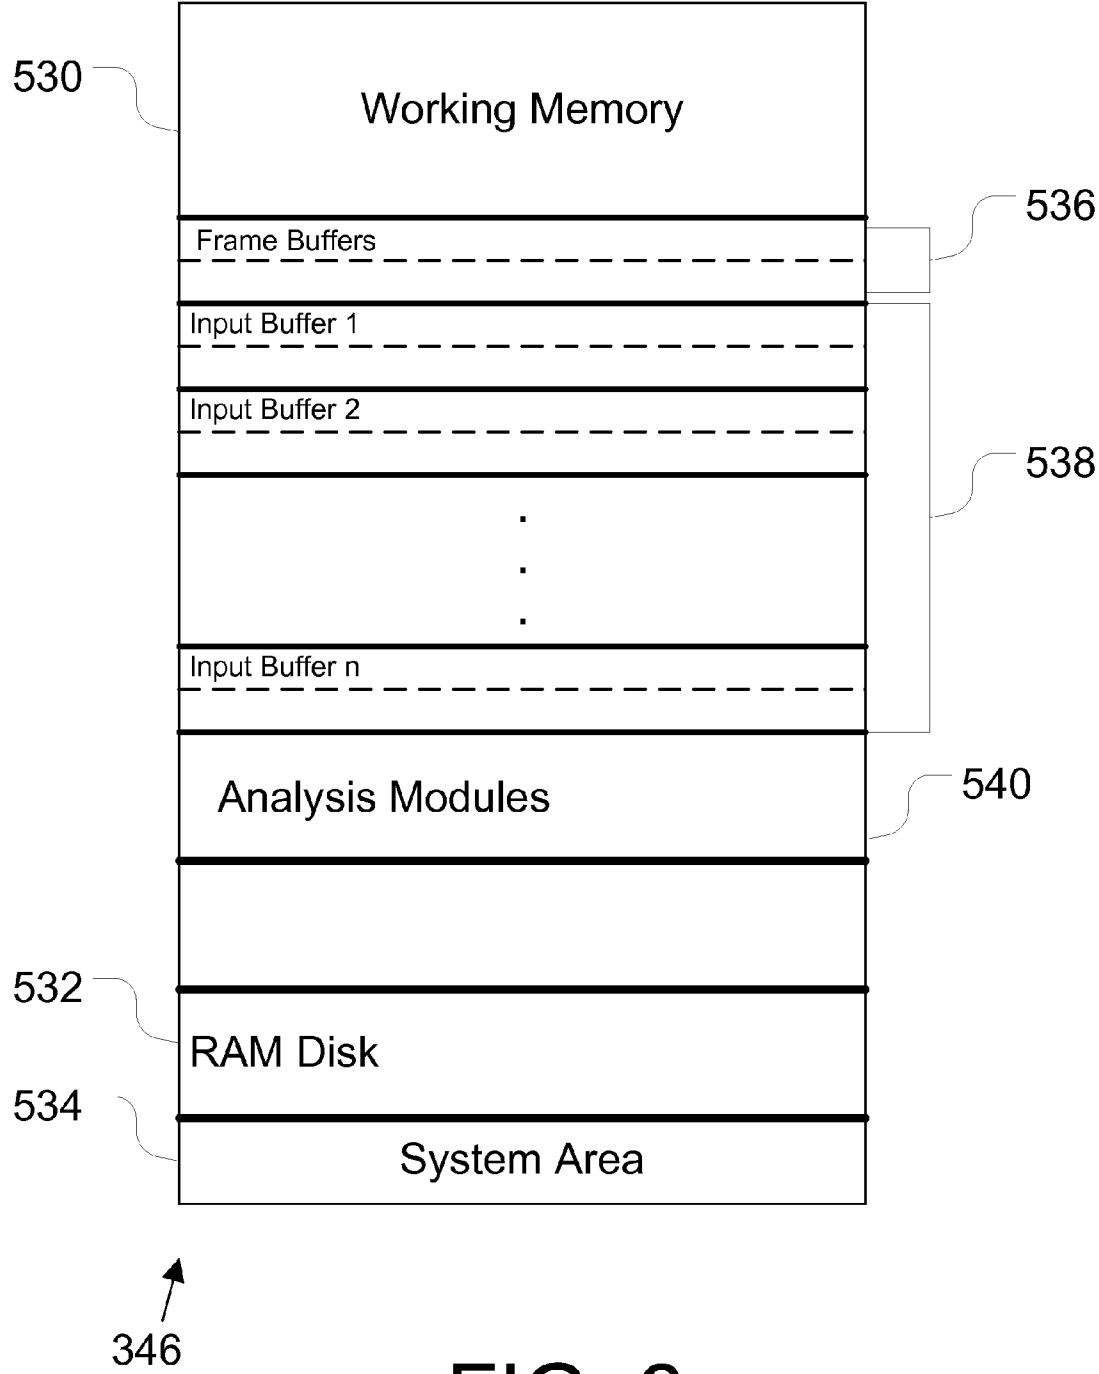 530
Working Memory
536
Frame Buffers
Input Buffer 1
Input Buffer 2
538
.
.
.
Input Buffer n
540
Analysis Modules
532
RAM Disk
534
System Area
346
FIG.